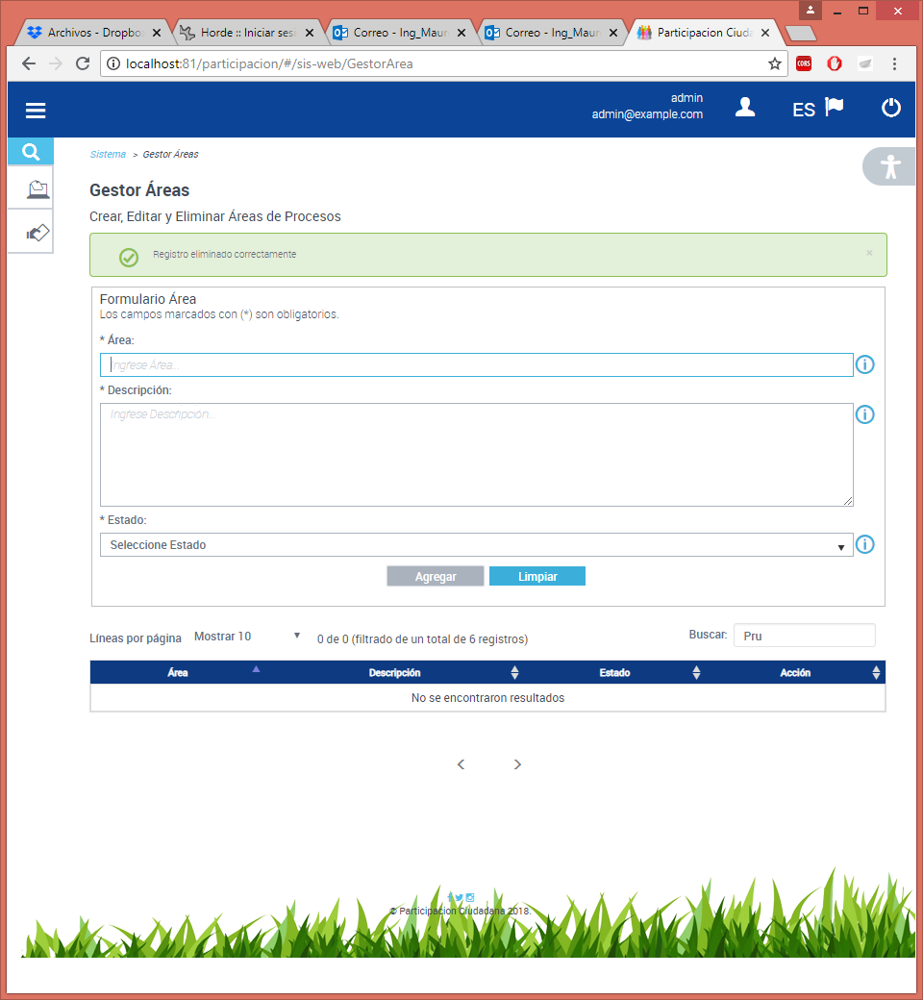 Archivos - Dropbo
Horde :: Iniciar ses
Correo - Ing_Maur
Correo - Ing_Maur
Participacion Ciuda
localhost:81/participacion/#/sis-web/GestorArea
CORS
admin
admin@example.com
ES
Sistema > Gestor Áreas
Gestor Áreas
Crear, Editar y Eliminar Áreas de Procesos
Registro eliminado correctamente
×
Formulario Área
Los campos marcados con (*) son obligatorios.
* Área:
Ingrese Área...
* Descripción:
Ingrese Descripción...
* Estado:
Seleccione Estado
Agregar Limpiar
Líneas por página Mostrar 10 0 de 0 (filtrado de un total de 6 registros) Buscar: Pru
Área Descripción Estado Acción
No se encontraron resultados
© Participacion Ciudadana 2018.